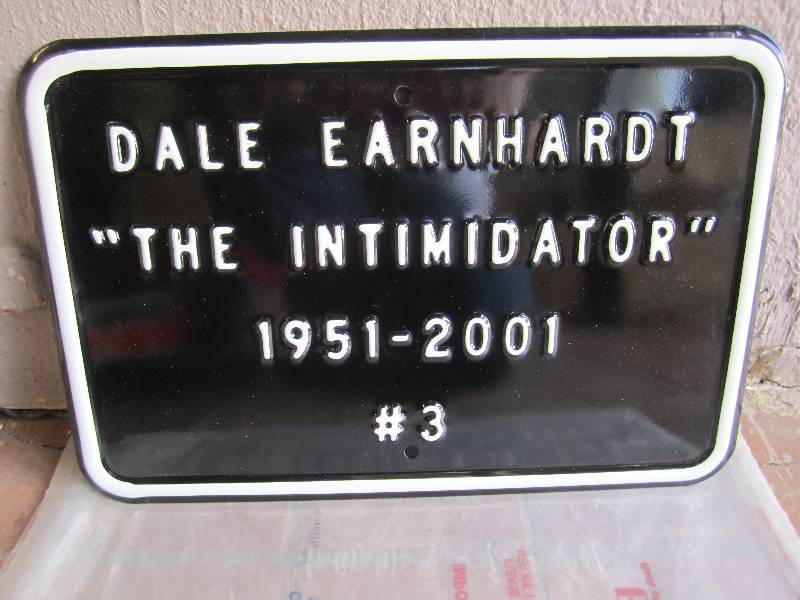 DALE EARNHARDT
"THE INTIMIDATOR"
1951-2001
#3